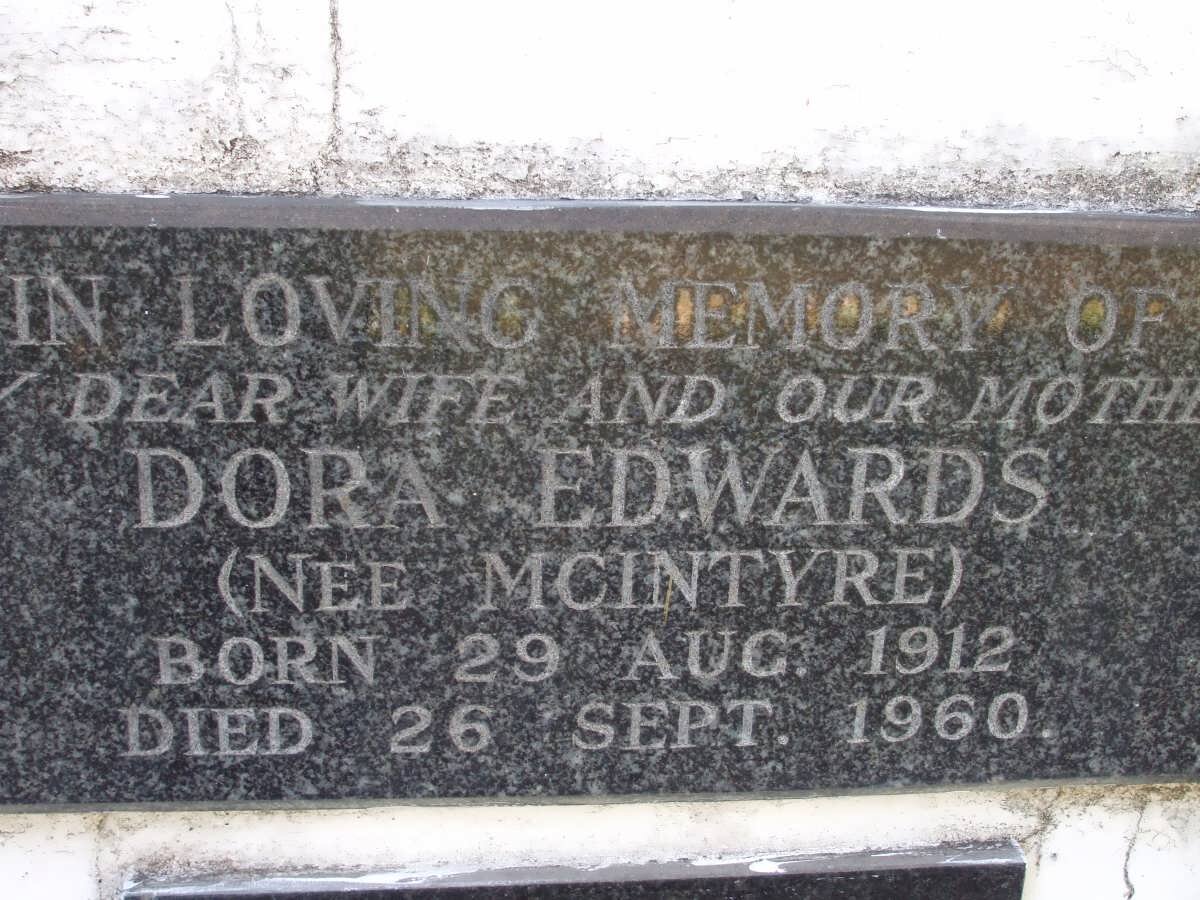 IN LOVING MEMORY OF
DEAR WIFE AND OUR
DORA EDWARDS
(NEE MCINTYRE)
BORN 29 AUG. 1912
DIED 26 SEPT. 1960.